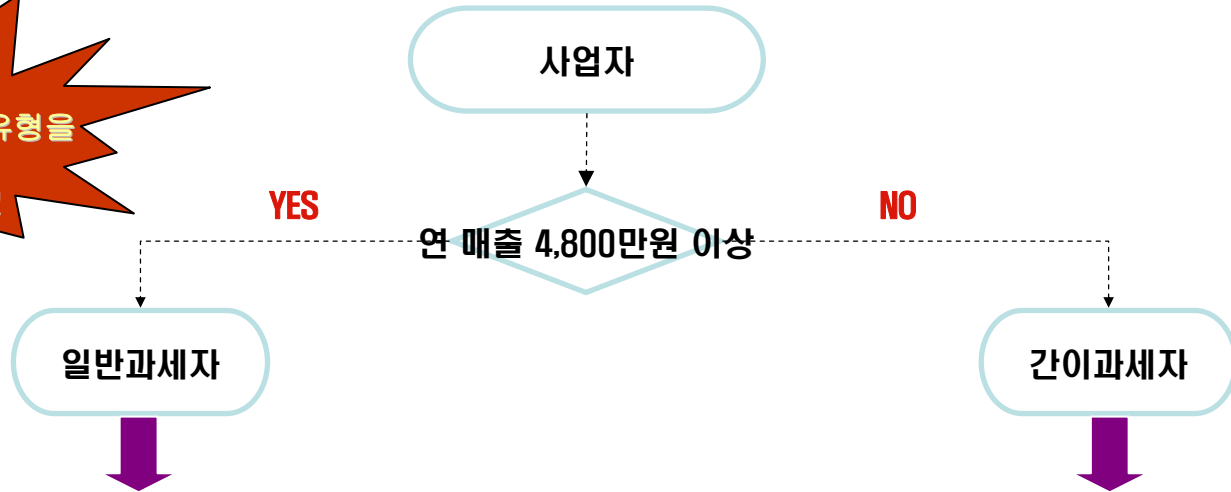 사업자
유형을
YES
NO
연 매출 4,800만원 이상
일반과세자
간이과세자